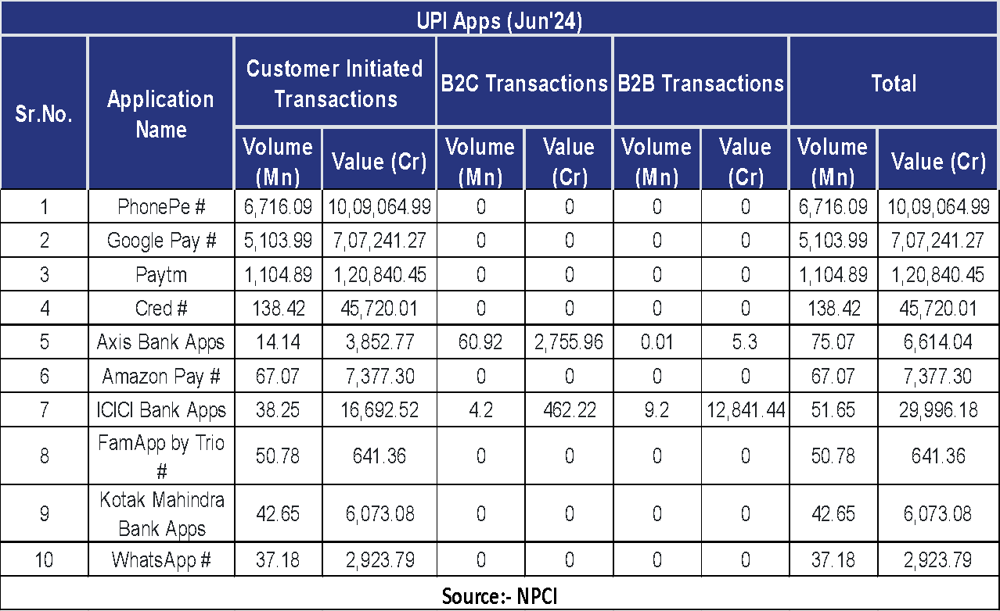 UPI Apps (Jun'24)
Sr.No. Application Name Customer Initiated Transactions B2C Transactions B2B Transactions Total
Volume (Mn) Value (Cr) Volume (Mn) Value (Cr) Volume (Mn) Value (Cr) Volume (Mn) Value (Cr)
1 PhonePe # 6,716.09 10,09,064.99 0 0 0 0 6,716.09 10,09,064.99
2 Google Pay # 5,103.99 7,07,241.27 0 0 0 0 5,103.99 7,07,241.27
3 Paytm 1,104.89 1,20,840.45 0 0 0 0 1,104.89 1,20,840.45
4 Cred # 138.42 45,720.01 0 0 0 0 138.42 45,720.01
5 Axis Bank Apps 14.14 3,852.77 60.92 2,755.96 0.01 5.3 75.07 6,614.04
6 Amazon Pay # 67.07 7,377.30 0 0 0 0 67.07 7,377.30
7 ICICI Bank Apps 38.25 16,692.52 4.2 462.22 9.2 12,841.44 51.65 29,996.18
8 FamApp by Trio # 50.78 641.36 0 0 0 0 50.78 641.36
9 Kotak Mahindra Bank Apps 42.65 6,073.08 0 0 0 0 42.65 6,073.08
10 WhatsApp # 37.18 2,923.79 0 0 0 0 37.18 2,923.79
Source:- NPCI